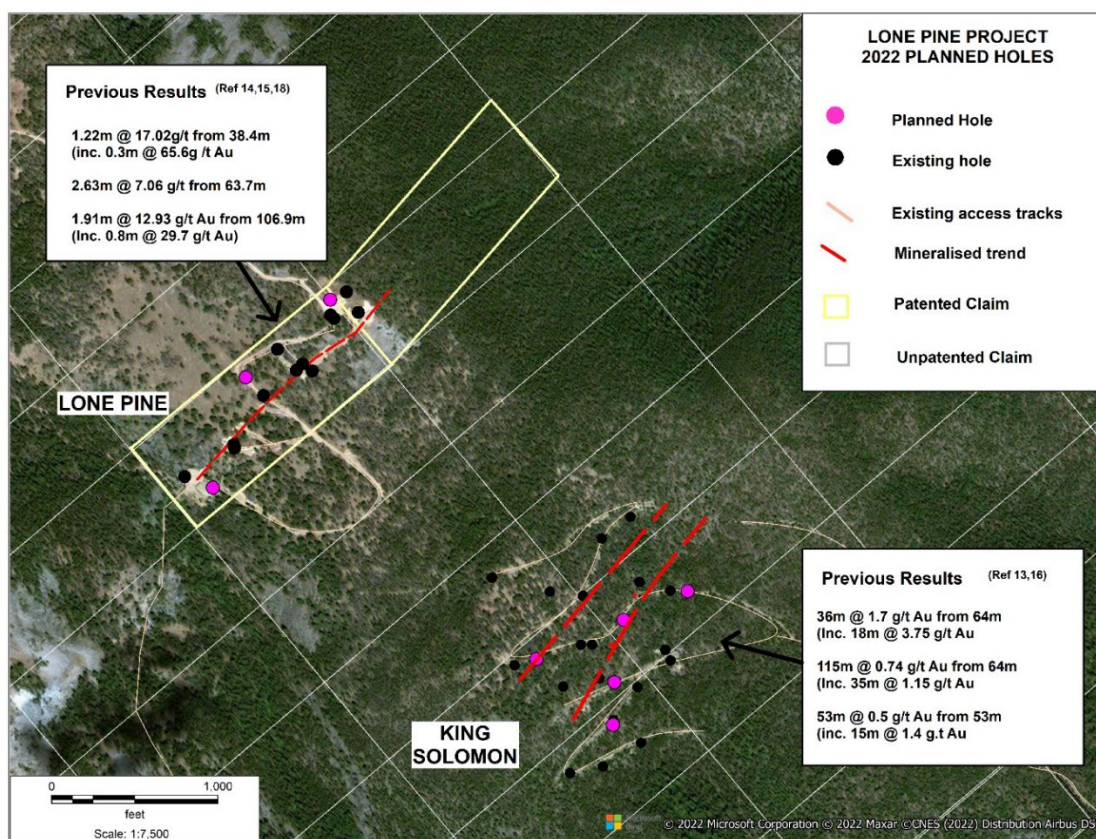 LONE PINE PROJECT
2022 PLANNED HOLES
Planned Hole
Existing hole
Existing access tracks
Mineralised trend
Patented Claim
Unpatented Claim
Previous Results (Ref 14,15,18)
1.22m @ 17.02g/t from 38.4m
(inc. 0.3m @ 65.6g /t Au
2.63m @ 7.06 g/t from 63.7m
1.91m @ 12.93 g/t Au from 106.9m
(Inc. 0.8m @ 29.7 g/t Au)
LONE PINE
Previous Results (Ref 13,16)
36m @ 1.7 g/t Au from 64m
(Inc. 18m @ 3.75 g/t Au
115m @ 0.74 g/t Au from 64m
(Inc. 35m @ 1.15 g/t Au
53m @ 0.5 g/t Au from 53m
(inc. 15m @ 1.4 g.t Au
KING
SOLOMON
0 1,000
feet
Scale: 1:7,500
Microsoft
© 2022 Microsoft Corporation © 2022 Maxar ©CNES (2022) Distribution Airbus DS